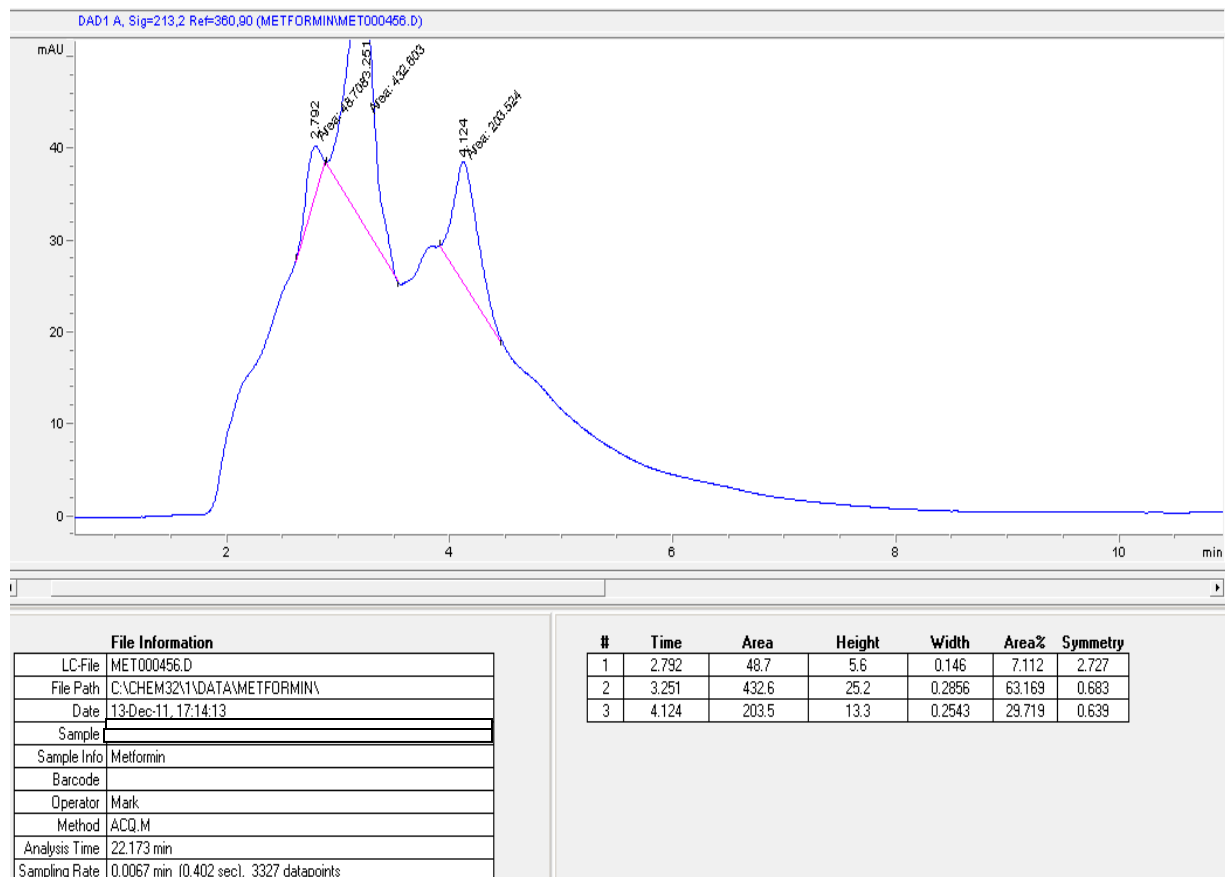 DAD1 A, Sig=213,2 Ref=360,90 (METFORMIN\MET000456.D)
mAU
40
30
20
10
0
2.792
Area: 48.708
3.251
Area: 432.603
4.124
Area: 203.524
2
4
6
8
10
min
File Information
LC-File MET000456.D
File Path C:\CHEM32\1\DATA\METFORMIN\
Date 13-Dec-11, 17:14:13
Sample
Sample Info Metformin
Barcode
Operator Mark
Method ACQ.M
Analysis Time 22.173 min
Sampling Rate 0.0067 min (0.402 sec), 3327 datapoints
# Time Area Height Width Area% Symmetry
1 2.792 48.7 5.6 0.146 7.112 2.727
2 3.251 432.6 25.2 0.2856 63.169 0.683
3 4.124 203.5 13.3 0.2543 29.719 0.639